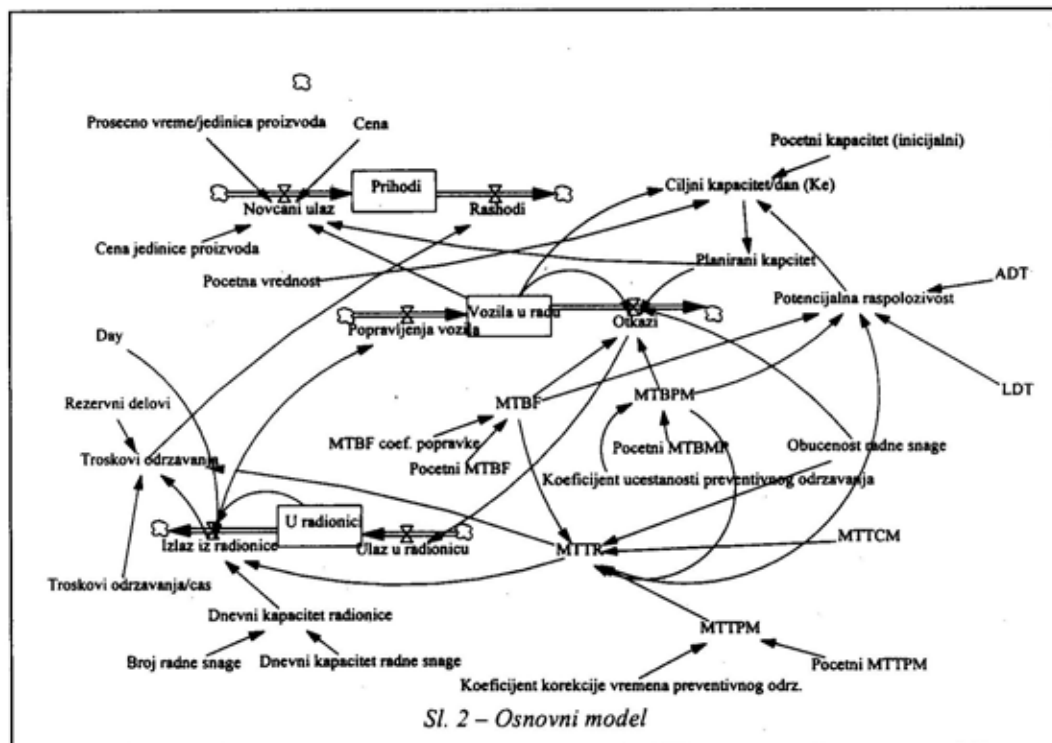 Prosecno vreme/jedinica proizvoda
Cena
Pocetni kapacitet (inicijalni)
Prihodi
Ciljni kapacitet/dan (Ke)
Novcani ulaz
Rashodi
Cena jedinice proizvoda
Planirani kapcitet
Pocetna vrednost
ADT
Potencijalna raspolozivost
Vozila u radu
Otkazi
Popravljenja vozila
Day
LDT
MTBF
MTBPM
Rezervni delovi
MTBF coef. popravke
Pocetni MTBMP
Obucenost radne snage
Troskovi odrzavanja
Pocetni MTBF
Koeficijent ucestanosti preventivnog odrzavanja
U radionici
Izlaz iz radionice
Ulaz u radionicu
MTTR
MTTCM
Troskovi odrzavanja/cas
Dnevni kapacitet radionice
MTTPM
Broj radne snage
Dnevni kapacitet radne snage
Pocetni MTTPM
Koeficijent korekcije vremena preventivnog odrz.
Sl. 2 – Osnovni model